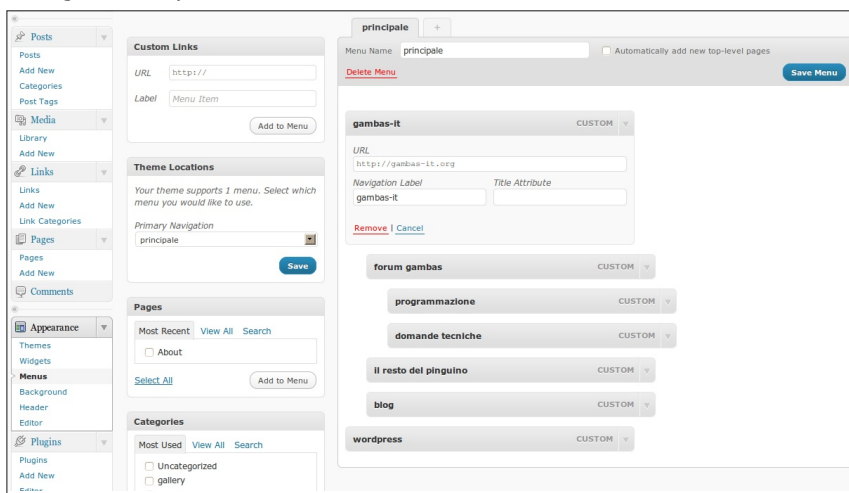 Posts
Posts
Add New
Categories
Post Tags
Media
Library
Add New
Links
Links
Add New
Link Categories
Pages
Pages
Add New
Comments
Appearance
Themes
Widgets
Menus
Background
Header
Editor
Plugins
Plugins
Add New
Custom Links
URL http://
Label Menu Item
Add to Menu
Theme Locations
Your theme supports 1 menu. Select which
menu you would like to use.
Primary Navigation
principale
Save
Pages
Most Recent View All Search
About
Select All Add to Menu
Categories
Most Used View All Search
Uncategorized
gallery
principale +
Menu Name principale Automatically add new top-level pages
Delete Menu Save Menu
gambas-it CUSTOM
URL
http://gambas-it.org
Navigation Label Title Attribute
gambas-it
Remove | Cancel
forum gambas CUSTOM
programmazione CUSTOM
domande tecniche CUSTOM
il resto del pinguino CUSTOM
blog CUSTOM
wordpress CUSTOM